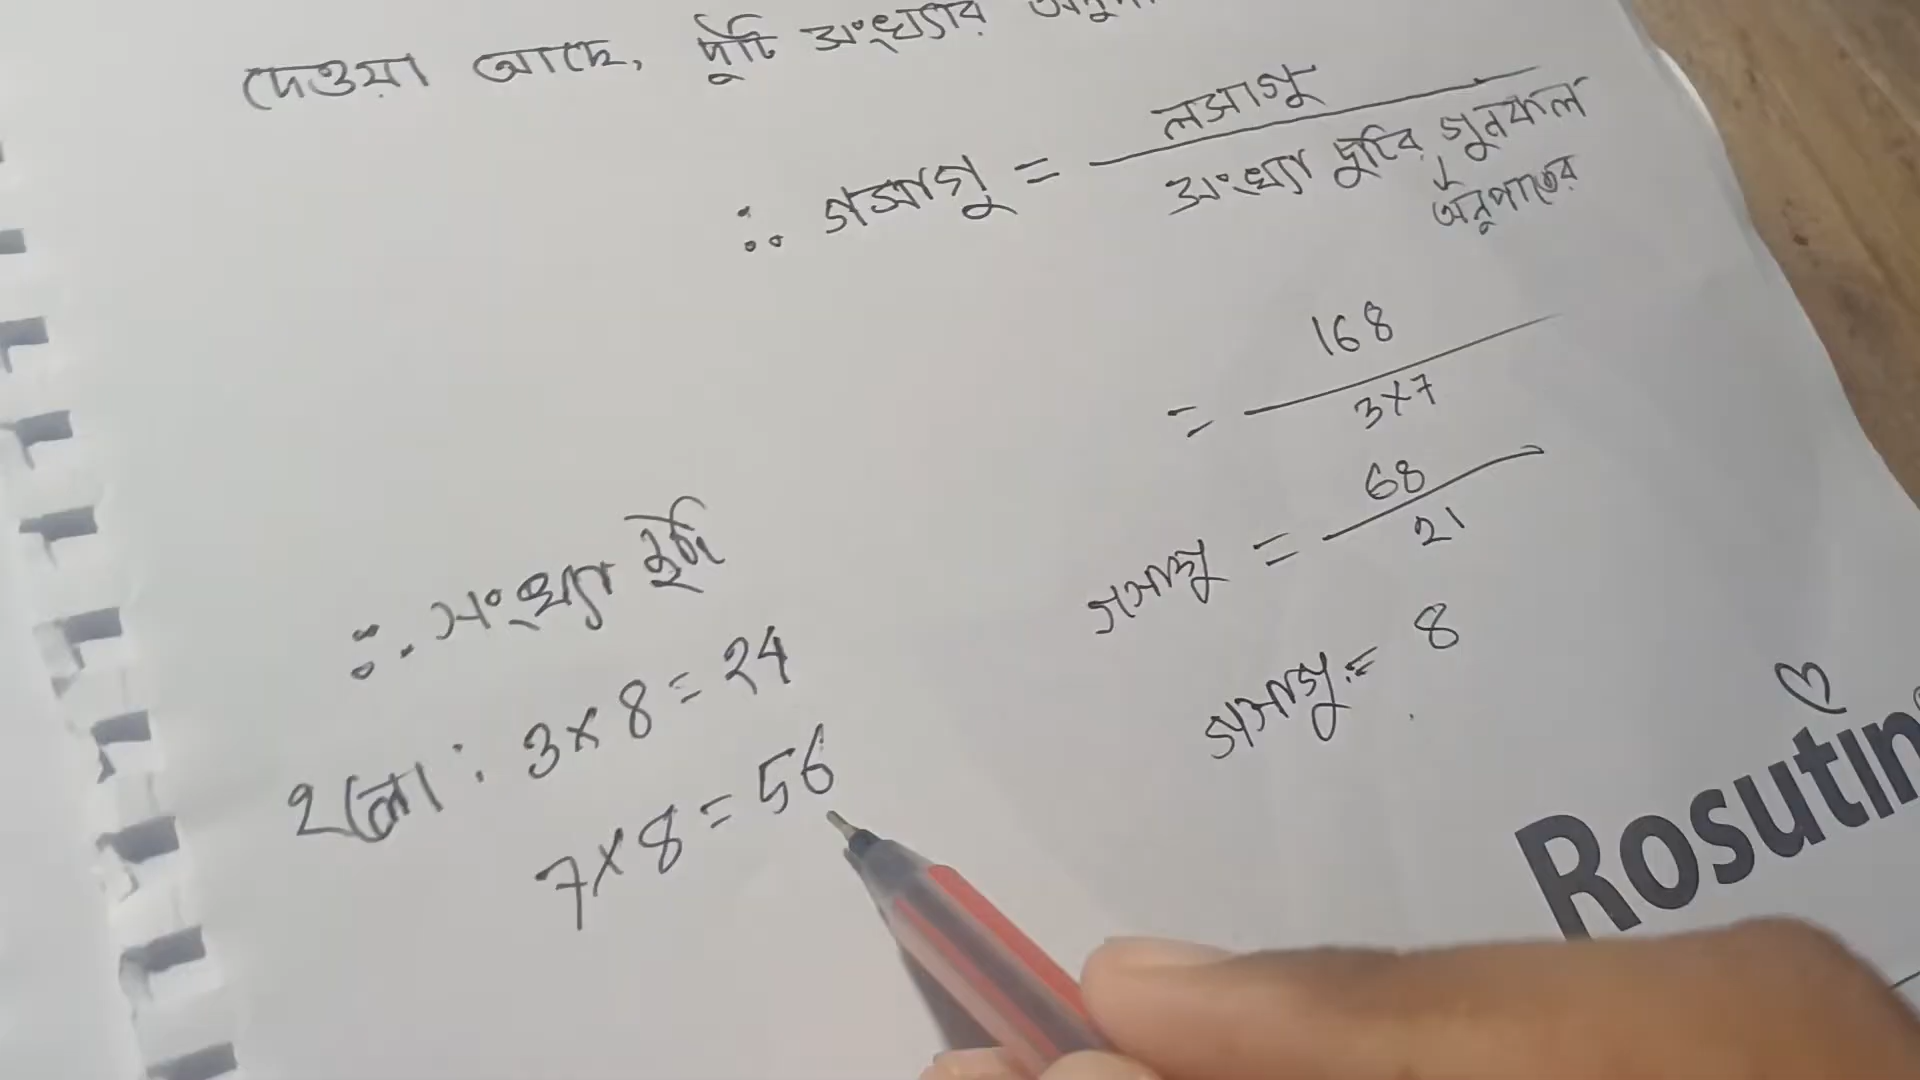 দেওয়া আছে, দুটি সংখ্যার
∴ গসাগু = লসাগু / সংখ্যা দুটির গুনফল
অনুপাতের
= 168 / 3×7
গসাগু = 68 / 21
গসাগু = 8
∴ সংখ্যা দুটি
হলো: 3×8=24
7×8=56
Rosutin